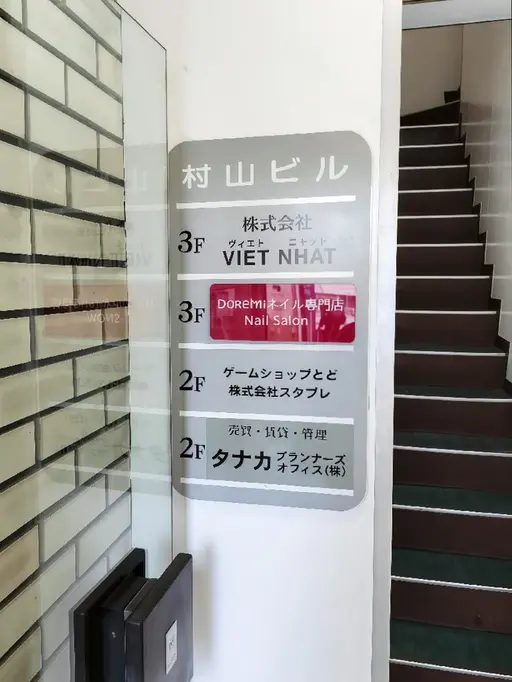 村山ビル
3F
株式会社
ヴィエト ニャット
VIET NHAT
3F
DOREMiネイル専門店
Nail Salon
2F
ゲームショップとど
株式会社スタブレ
2F
売買・賃貸・管理
タナカ プランナーズ
オフィス(株)